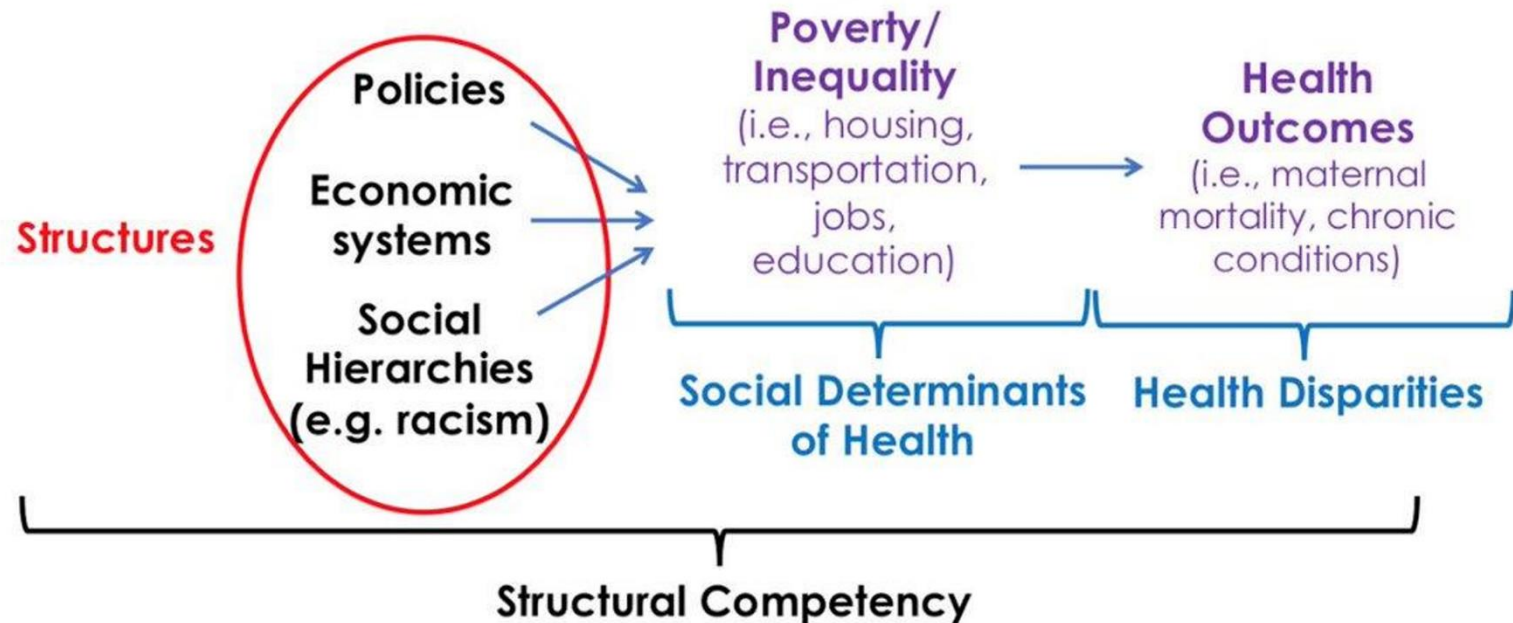 Structures
Policies
Economic
systems
Social
Hierarchies
(e.g. racism)
Poverty/
Inequality
(i.e., housing,
transportation,
jobs,
education)
Health
Outcomes
(i.e., maternal
mortality, chronic
conditions)
Social Determinants
of Health
Health Disparities
Structural Competency